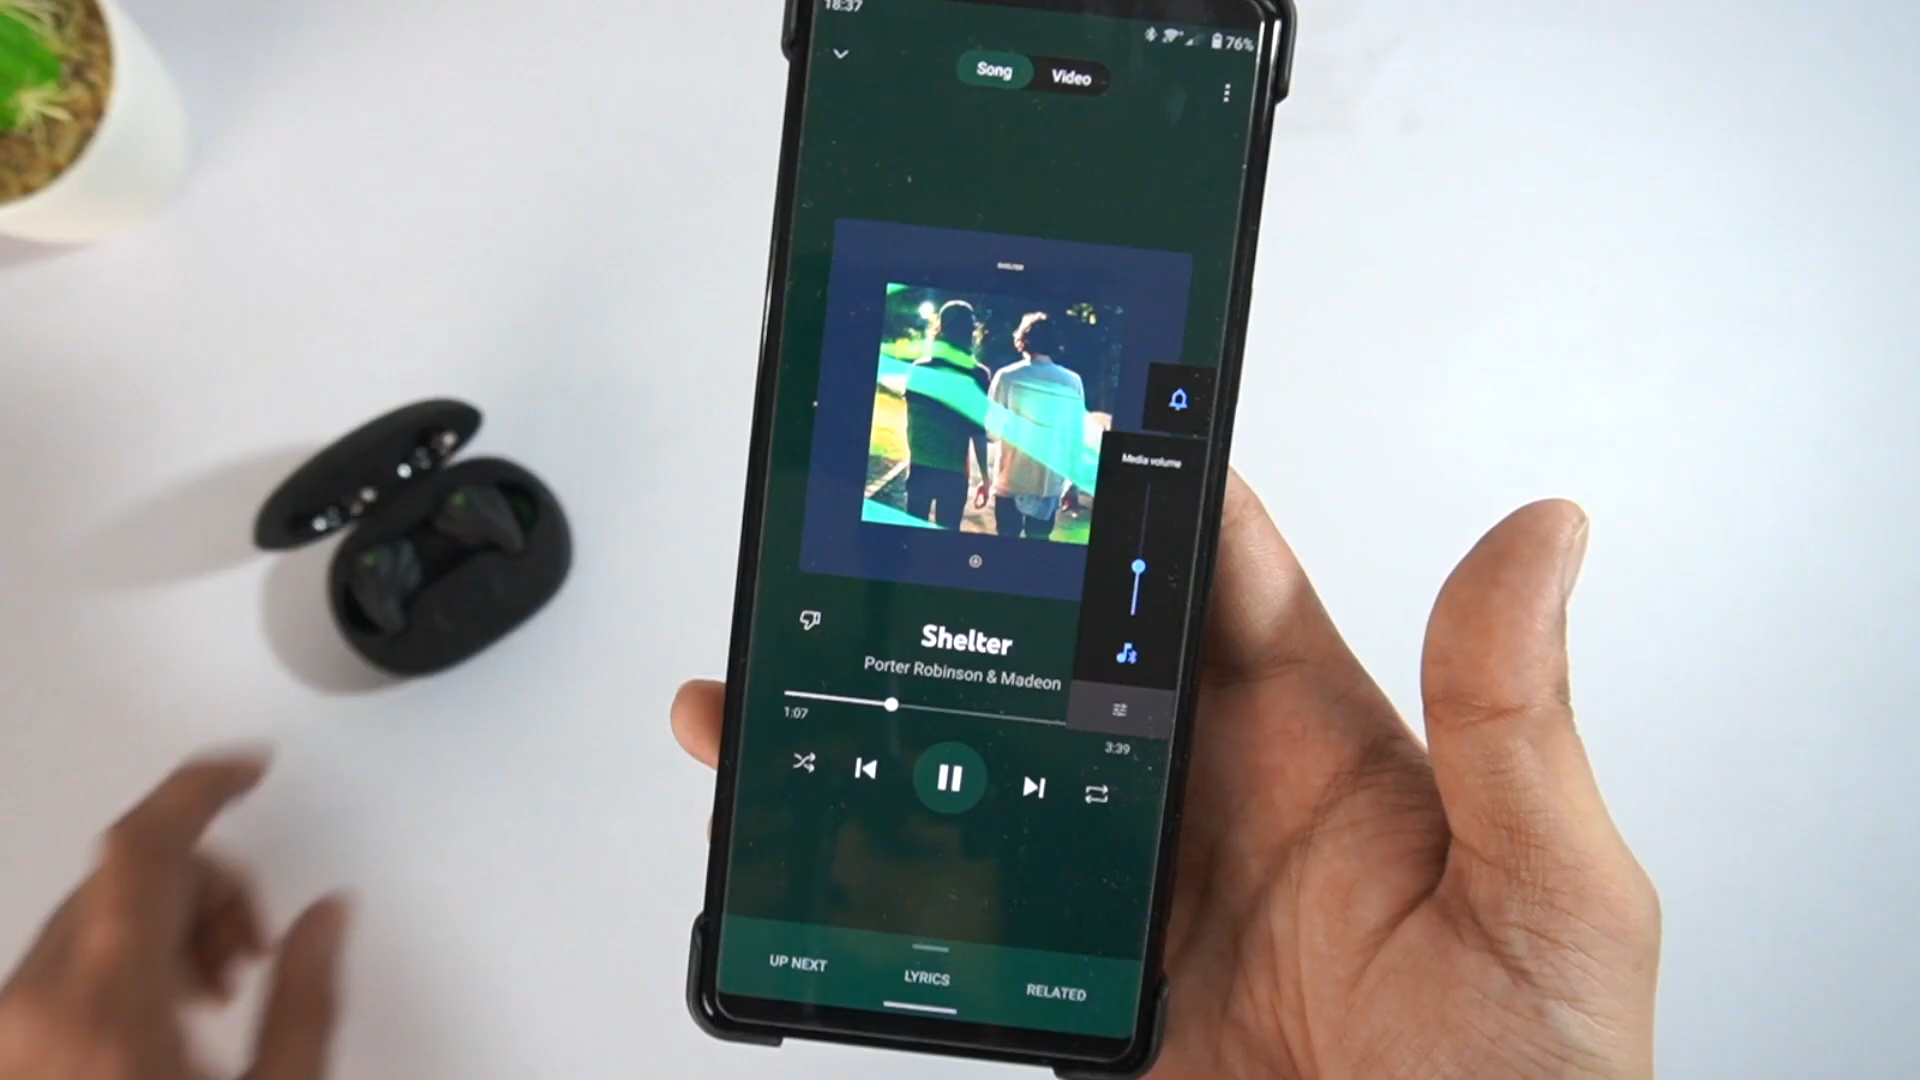 18:37
76%
Song Video
SHELTER
Media volume
Shelter
Porter Robinson & Madeon
1:07
3:39
UP NEXT LYRICS RELATED